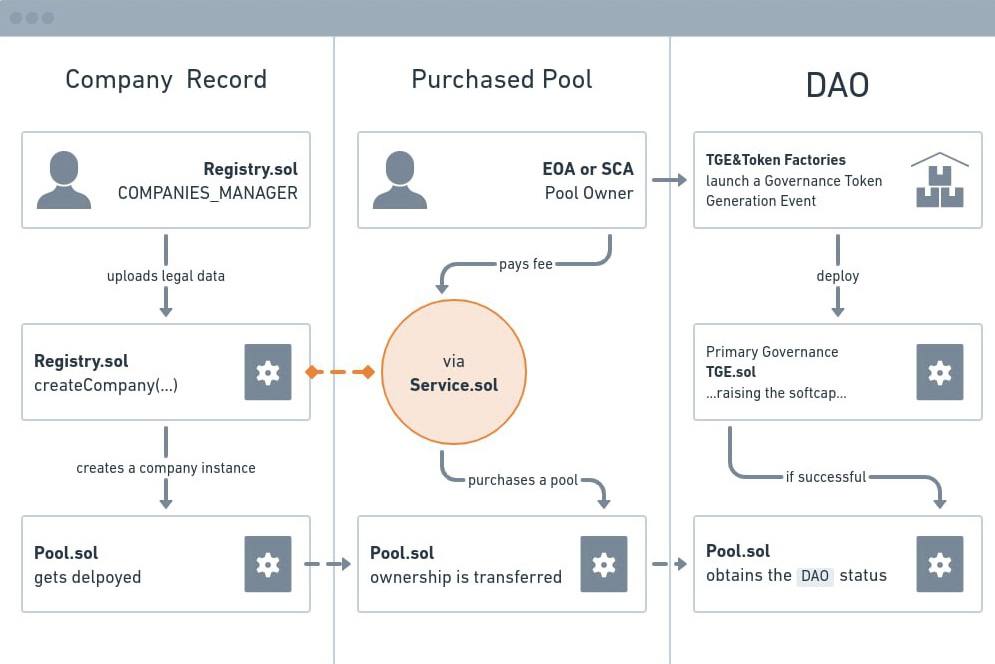 Company Record
Registry.sol
COMPANIES_MANAGER
uploads legal data
Registry.sol
createCompany(...)
creates a company instance
Pool.sol
gets delpoyed
Purchased Pool
EOA or SCA
Pool Owner
pays fee
via
Service.sol
purchases a pool
Pool.sol
ownership is transferred
DAO
TGE&Token Factories
launch a Governance Token
Generation Event
deploy
Primary Governance
TGE.sol
...raising the softcap...
if successful
Pool.sol
obtains the DAO status